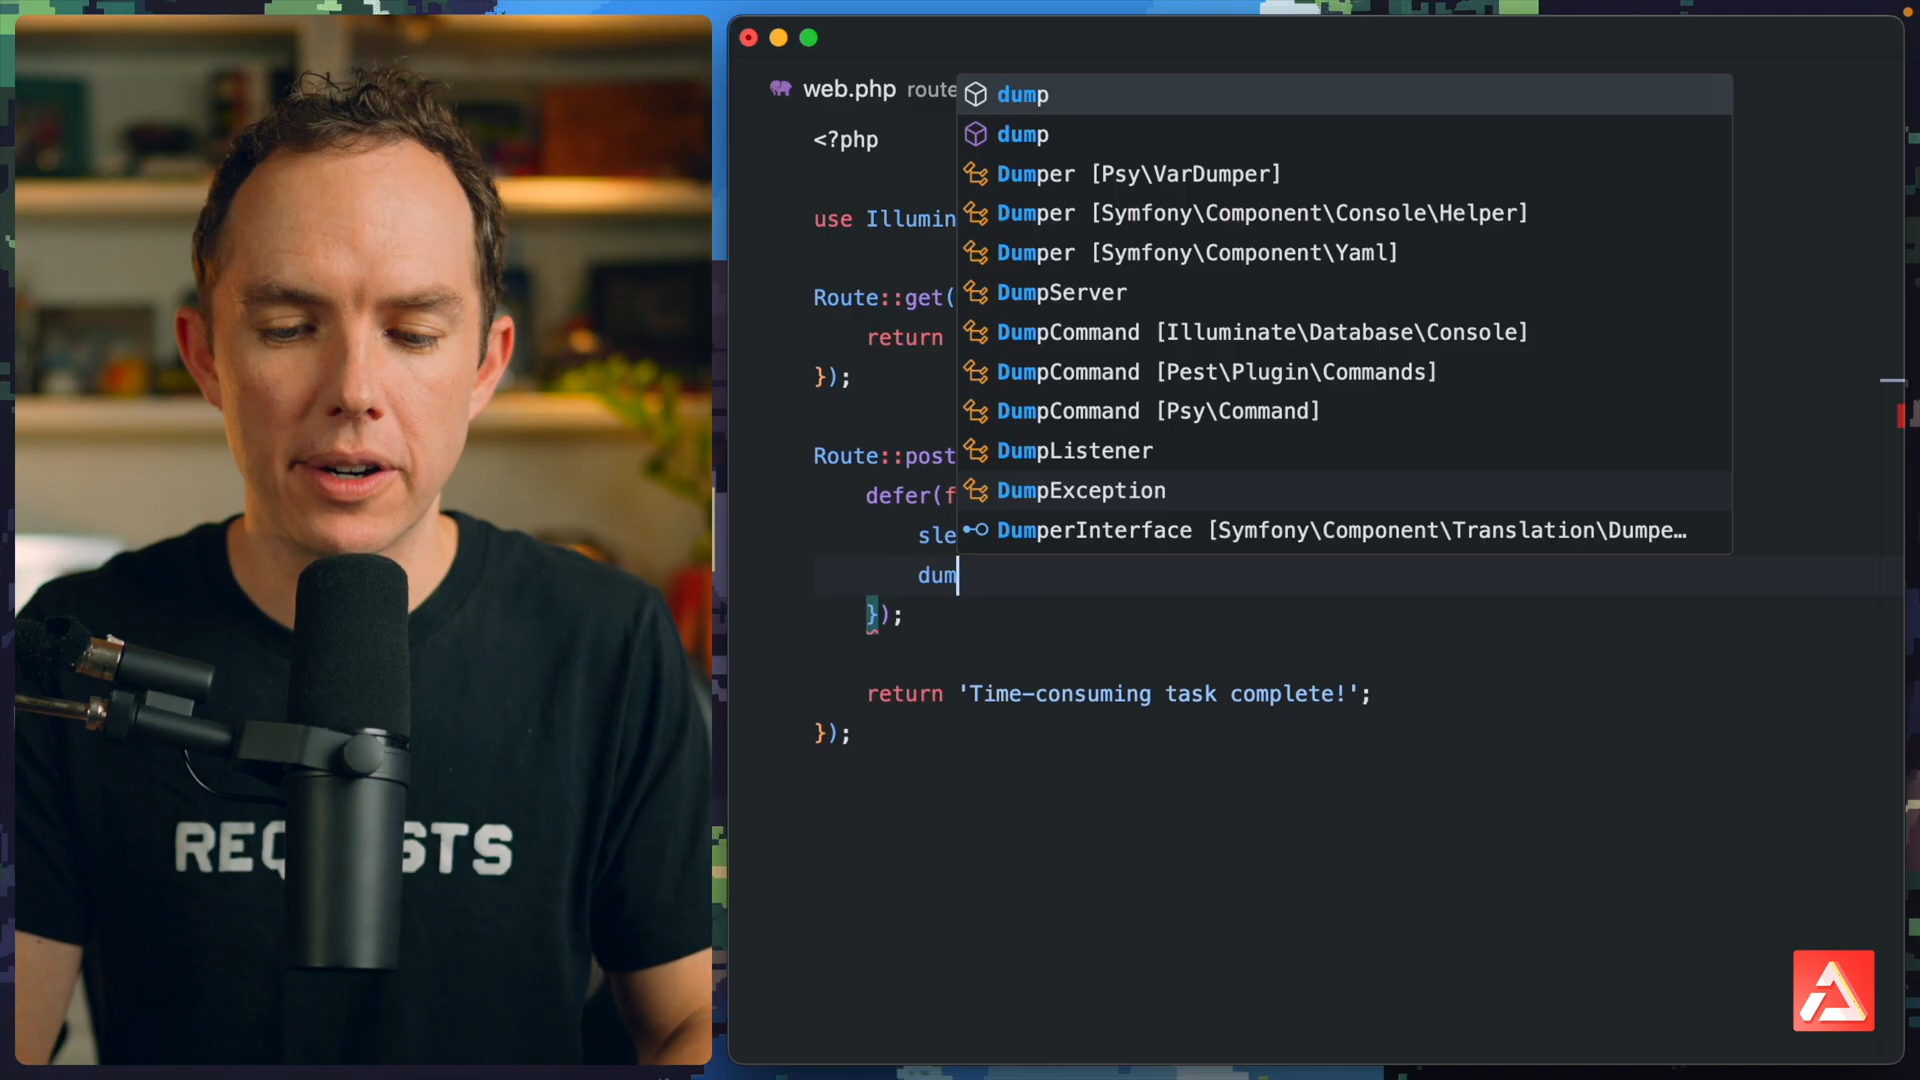 web.php route
<?php
use Illumin
Route::get(
return
});
Route::post
defer(f
sle
dum
});
return 'Time-consuming task complete!';
});
dump
dump
Dumper [Psy\VarDumper]
Dumper [Symfony\Component\Console\Helper]
Dumper [Symfony\Component\Yaml]
DumpServer
DumpCommand [Illuminate\Database\Console]
DumpCommand [Pest\Plugin\Commands]
DumpCommand [Psy\Command]
DumpListener
DumpException
DumperInterface [Symfony\Component\Translation\Dumpe…